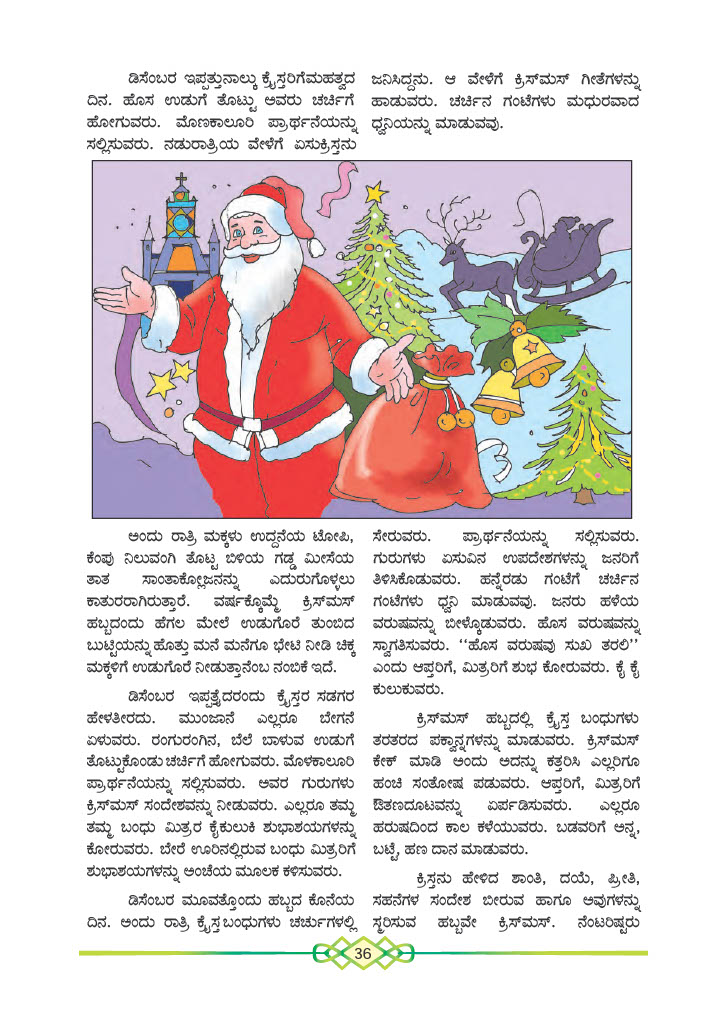 ಡಿಸೆಂಬರ ಇಪ್ಪತ್ತುನಾಲ್ಕು ಕ್ರೈಸ್ತರಿಗೆಮಹತ್ವದ
ದಿನ. ಹೊಸ ಉಡುಗೆ ತೊಟ್ಟು ಅವರು ಚರ್ಚಿಗೆ
ಹೋಗುವರು. ಮೊಣಕಾಲೂರಿ ಪ್ರಾರ್ಥನೆಯನ್ನು
ಸಲ್ಲಿಸುವರು. ನಡುರಾತ್ರಿಯ ವೇಳೆಗೆ ಏಸುಕ್ರಿಸ್ತನು
ಜನಿಸಿದ್ದನು. ಆ ವೇಳೆಗೆ ಕ್ರಿಸ್‌ಮಸ್ ಗೀತೆಗಳನ್ನು
ಹಾಡುವರು. ಚರ್ಚಿನ ಗಂಟೆಗಳು ಮಧುರವಾದ
ಧ್ವನಿಯನ್ನು ಮಾಡುವವು.
ಅಂದು ರಾತ್ರಿ ಮಕ್ಕಳು ಉದ್ದನೆಯ ಟೋಪಿ,
ಕೆಂಪು ನಿಲುವಂಗಿ ತೊಟ್ಟ ಬಿಳಿಯ ಗಡ್ಡ ಮೀಸೆಯ
ತಾತ ಸಾಂತಾಕೋಲ್ಜನನ್ನು ಎದುರುಗೊಳ್ಳಲು
ಕಾತುರರಾಗಿರುತ್ತಾರೆ. ವರ್ಷಕ್ಕೊಮ್ಮೆ ಕ್ರಿಸ್‌ಮಸ್
ಹಬ್ಬದಂದು ಹೆಗಲ ಮೇಲೆ ಉಡುಗೊರೆ ತುಂಬಿದ
ಬುಟ್ಟಿಯನ್ನು ಹೊತ್ತು ಮನೆ ಮನೆಗೂ ಭೇಟಿ ನೀಡಿ ಚಿಕ್ಕ
ಮಕ್ಕಳಿಗೆ ಉಡುಗೊರೆ ನೀಡುತ್ತಾನೆಂಬ ನಂಬಿಕೆ ಇದೆ.
ಡಿಸೆಂಬರ ಇಪ್ಪತ್ತೈದರಂದು ಕ್ರೈಸ್ತರ ಸಡಗರ
ಹೇಳತೀರದು. ಮುಂಜಾನೆ ಎಲ್ಲರೂ ಬೇಗನೆ
ಏಳುವರು. ರಂಗುರಂಗಿನ, ಬೆಲೆ ಬಾಳುವ ಉಡುಗೆ
ತೊಟ್ಟುಕೊಂಡು ಚರ್ಚಿಗೆ ಹೋಗುವರು. ಮೊಳಕಾಲೂರಿ
ಪ್ರಾರ್ಥನೆಯನ್ನು ಸಲ್ಲಿಸುವರು. ಅವರ ಗುರುಗಳು
ಕ್ರಿಸ್‌ಮಸ್ ಸಂದೇಶವನ್ನು ನೀಡುವರು. ಎಲ್ಲರೂ ತಮ್ಮ
ತಮ್ಮ ಬಂಧು ಮಿತ್ರರ ಕೈಕುಲುಕಿ ಶುಭಾಶಯಗಳನ್ನು
ಕೋರುವರು. ಬೇರೆ ಊರಿನಲ್ಲಿರುವ ಬಂಧು ಮಿತ್ರರಿಗೆ
ಶುಭಾಶಯಗಳನ್ನು ಅಂಚೆಯ ಮೂಲಕ ಕಳಿಸುವರು.
ಡಿಸೆಂಬರ ಮೂವತ್ತೊಂದು ಹಬ್ಬದ ಕೊನೆಯ
ದಿನ. ಅಂದು ರಾತ್ರಿ ಕ್ರೈಸ್ತ ಬಂಧುಗಳು ಚರ್ಚುಗಳಲ್ಲಿ
ಸೇರುವರು. ಪ್ರಾರ್ಥನೆಯನ್ನು ಸಲ್ಲಿಸುವರು.
ಗುರುಗಳು ಏಸುವಿನ ಉಪದೇಶಗಳನ್ನು ಜನರಿಗೆ
ತಿಳಿಸಿಕೊಡುವರು. ಹನ್ನೆರಡು ಗಂಟೆಗೆ ಚರ್ಚಿನ
ಗಂಟೆಗಳು ಧ್ವನಿ ಮಾಡುವವು. ಜನರು ಹಳೆಯ
ವರುಷವನ್ನು ಬೀಳ್ಕೊಡುವರು. ಹೊಸ ವರುಷವನ್ನು
ಸ್ವಾಗತಿಸುವರು. ‘‘ಹೊಸ ವರುಷವು ಸುಖ ತರಲಿ’’
ಎಂದು ಆಪ್ತರಿಗೆ, ಮಿತ್ರರಿಗೆ ಶುಭ ಕೋರುವರು. ಕೈ ಕೈ
ಕುಲುಕುವರು.
ಕ್ರಿಸ್‌ಮಸ್ ಹಬ್ಬದಲ್ಲಿ ಕ್ರೈಸ್ತ ಬಂಧುಗಳು
ತರತರದ ಪಕ್ವಾನ್ನಗಳನ್ನು ಮಾಡುವರು. ಕ್ರಿಸ್‌ಮಸ್
ಕೇಕ್ ಮಾಡಿ ಅಂದು ಅದನ್ನು ಕತ್ತರಿಸಿ ಎಲ್ಲರಿಗೂ
ಹಂಚಿ ಸಂತೋಷ ಪಡುವರು. ಆಪ್ತರಿಗೆ, ಮಿತ್ರರಿಗೆ
ಔತಣದೂಟವನ್ನು ಏರ್ಪಡಿಸುವರು. ಎಲ್ಲರೂ
ಹರುಷದಿಂದ ಕಾಲ ಕಳೆಯುವರು. ಬಡವರಿಗೆ ಅನ್ನ,
ಬಟ್ಟೆ, ಹಣ ದಾನ ಮಾಡುವರು.
ಕ್ರಿಸ್ತನು ಹೇಳಿದ ಶಾಂತಿ, ದಯೆ, ಪ್ರೀತಿ,
ಸಹನೆಗಳ ಸಂದೇಶ ಬೀರುವ ಹಾಗೂ ಅವುಗಳನ್ನು
ಸ್ಮರಿಸುವ ಹಬ್ಬವೇ ಕ್ರಿಸ್‌ಮಸ್. ನೆಂಟರಿಷ್ಟರು
36